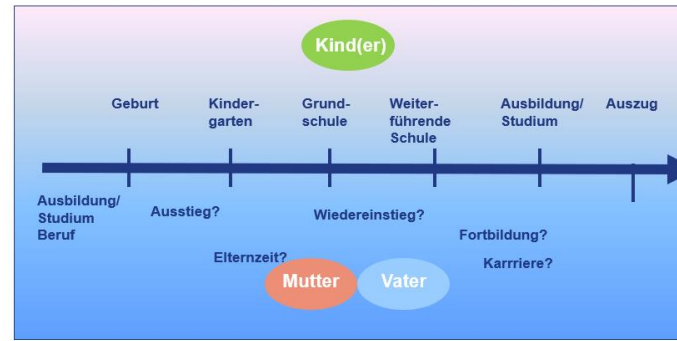 Kind(er)
Geburt
Kinder-
garten
Grund-
schule
Weiter-
führende
Schule
Ausbildung/
Studium
Auszug
Ausbildung/
Studium
Beruf
Ausstieg?
Wiedereinstieg?
Elternzeit?
Fortbildung?
Karrriere?
Mutter
Vater